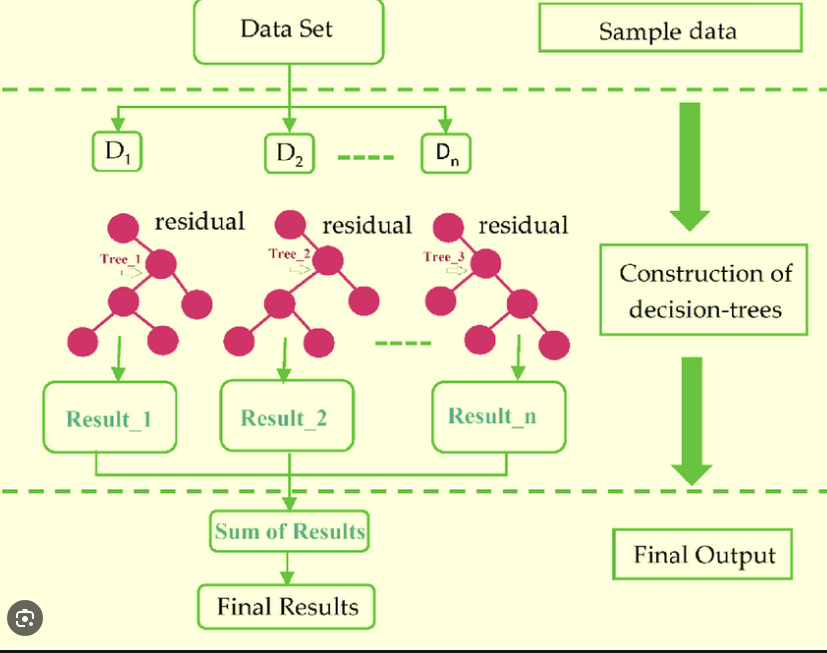 Data Set
Sample data
D₁
D₂
Dₙ
residual
residual
residual
Tree_1
Tree_2
Tree_3
Construction of
decision-trees
Result_1
Result_2
Result_n
Sum of Results
Final Output
Final Results